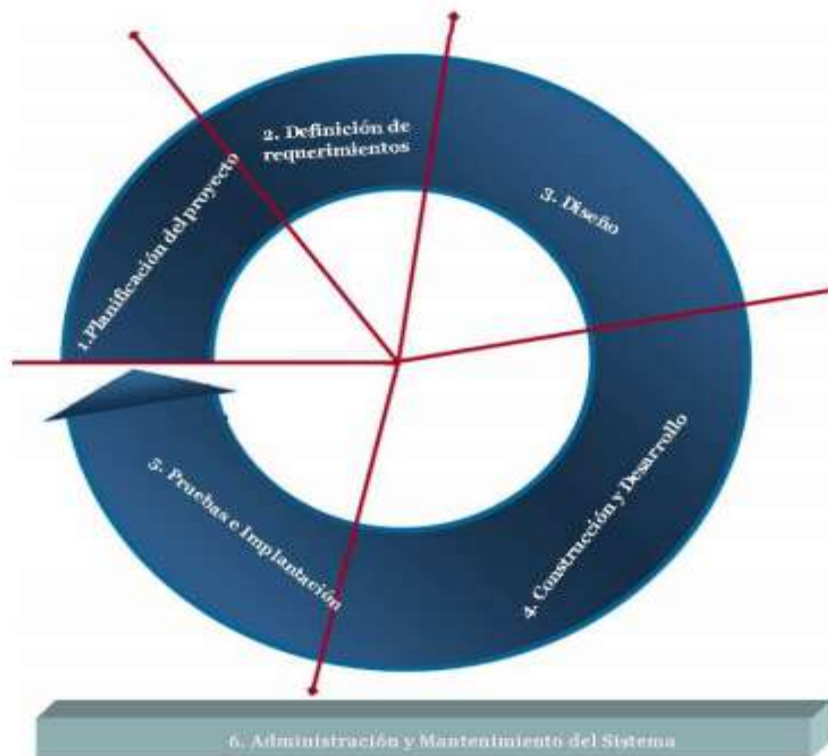 1.Planificación del proyecto
2. Definición de
requerimientos
3. Diseño
4. Construcción y Desarrollo
5. Pruebas e Implantación
6. Administración y Mantenimiento del Sistema